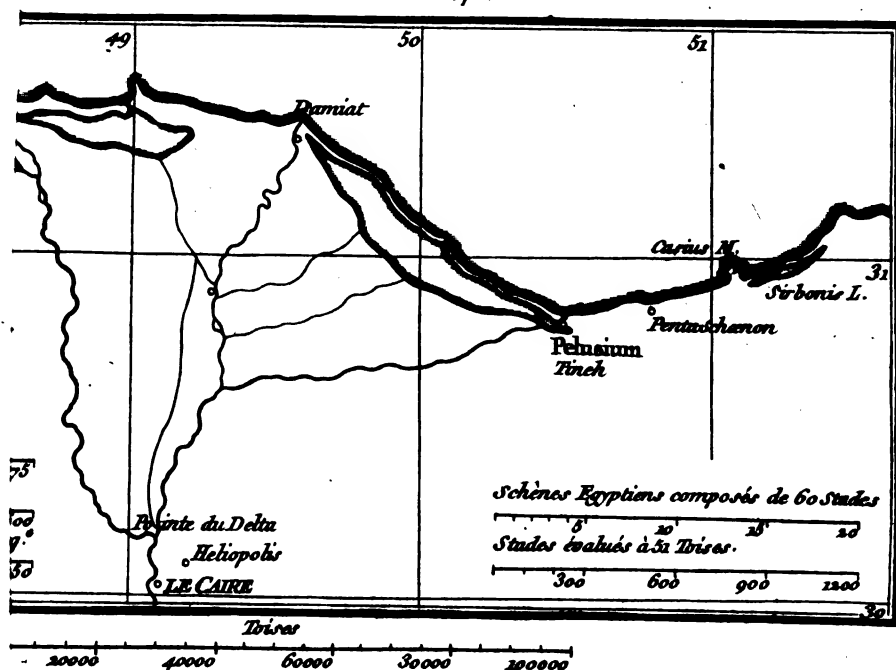 49 50 51
Damiat
Casius M.
31
Sirbonis L.
Pentaschœnon
Pelusium
Tineh
75
Schènes Egyptiens composés de 60 Stades
5 10 15 20
Pointe du Delta
Stades évalués à 51 Toises.
Heliopolis
50
300 600 900 1200
LE CAIRE
30
Toises
20000 40000 60000 80000 100000